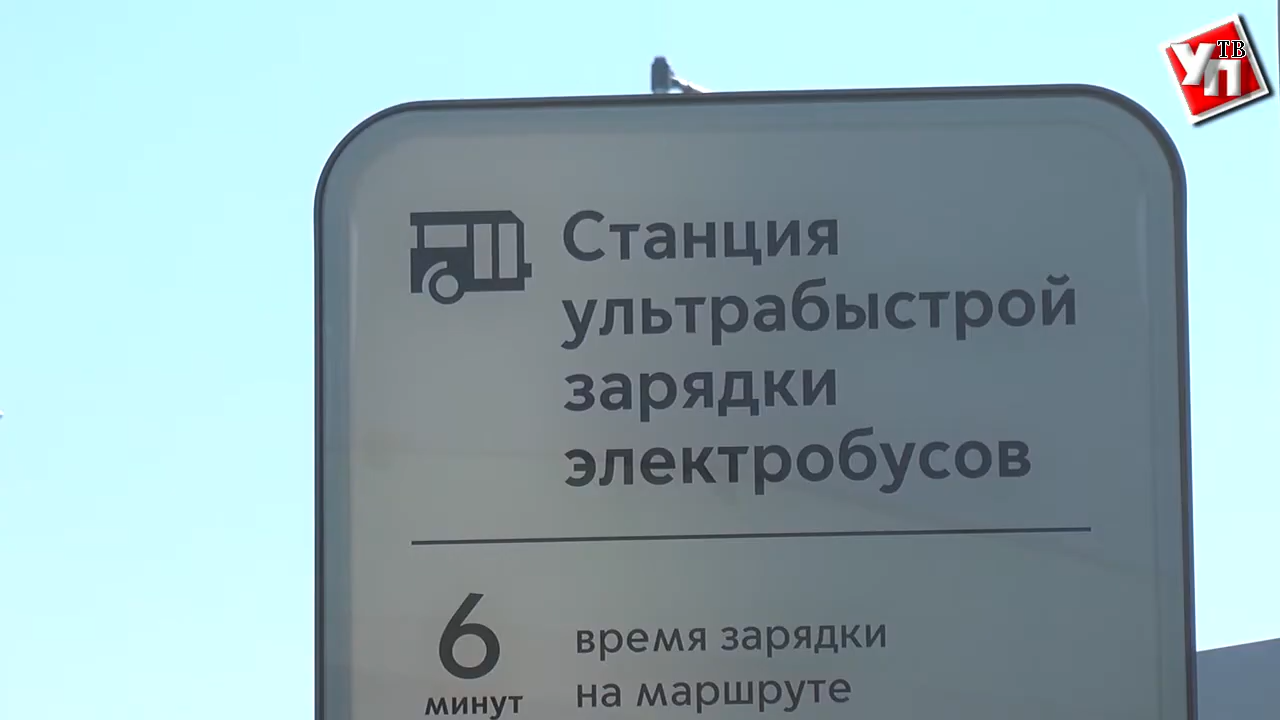 УП ТВ
Станция
ультрабыстрой
зарядки
электробусов
6
минут
время зарядки
на маршруте